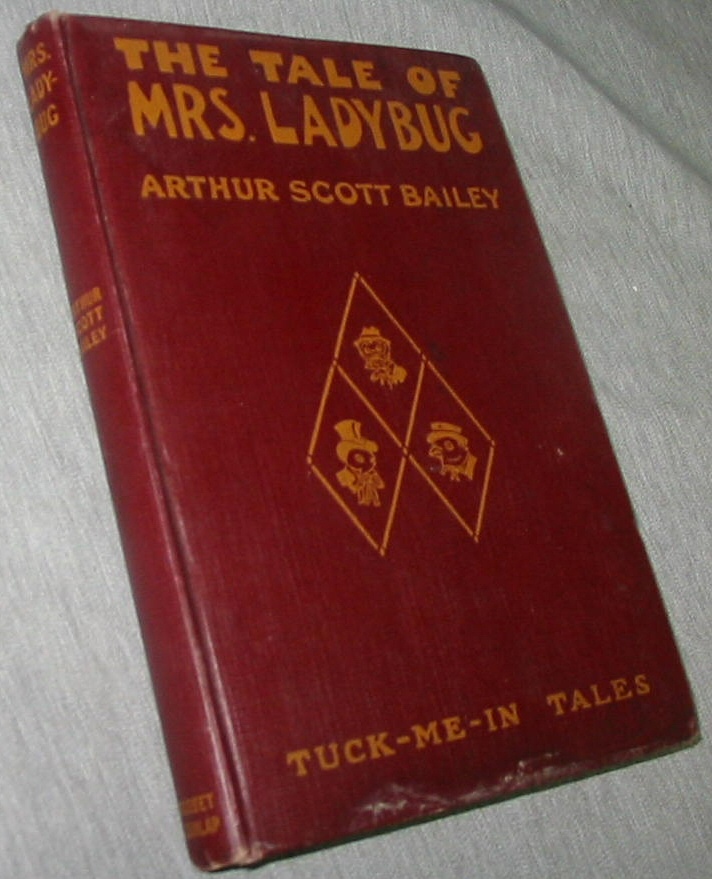 THE TALE OF
MRS. LADYBUG
ARTHUR SCOTT BAILEY
TUCK-ME-IN TALES
MRS.
LADY-
BUG
ARTHUR
SCOTT
BAILEY